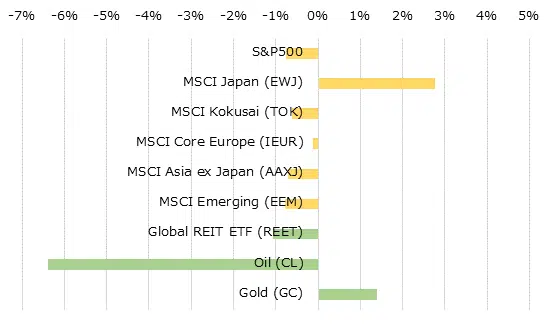 -7% -6% -5% -4% -3% -2% -1% 0% 1% 2% 3% 4% 5%
S&P500
MSCI Japan (EWJ)
MSCI Kokusai (TOK)
MSCI Core Europe (IEUR)
MSCI Asia ex Japan (AAXJ)
MSCI Emerging (EEM)
Global REIT ETF (REET)
Oil (CL)
Gold (GC)